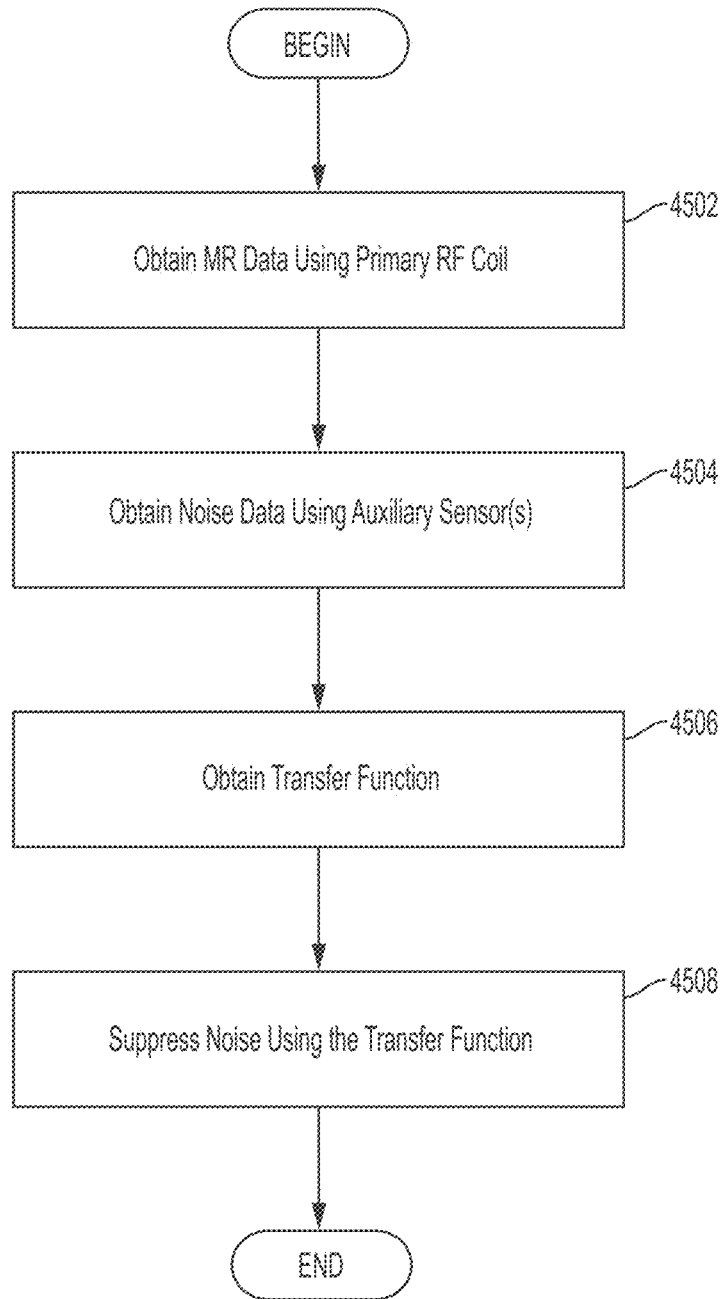 BEGIN
4502
Obtain MR Data Using Primary RF Coil
4504
Obtain Noise Data Using Auxiliary Sensor(s)
4506
Obtain Transfer Function
4508
Suppress Noise Using the Transfer Function
END